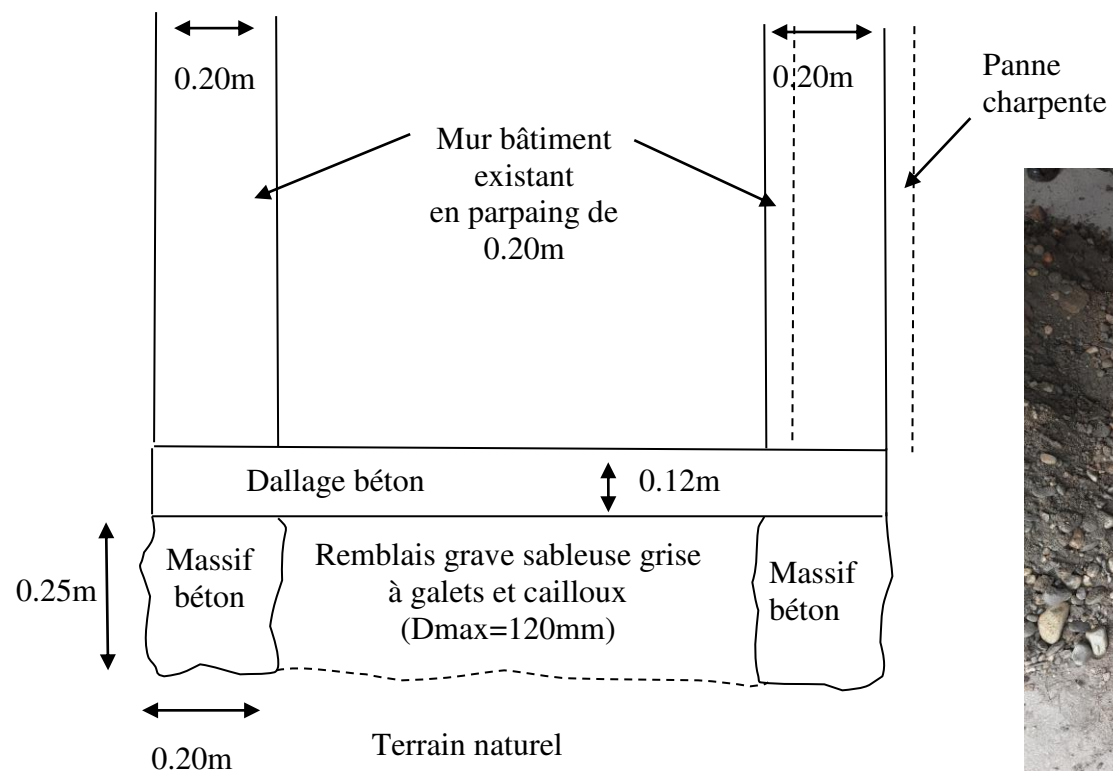 0.20m
0.20m
Panne
charpente
Mur bâtiment
existant
en parpaing de
0.20m
Dallage béton
0.12m
0.25m
Massif
béton
Remblais grave sableuse grise
à galets et cailloux
(Dmax=120mm)
Massif
béton
0.20m
Terrain naturel